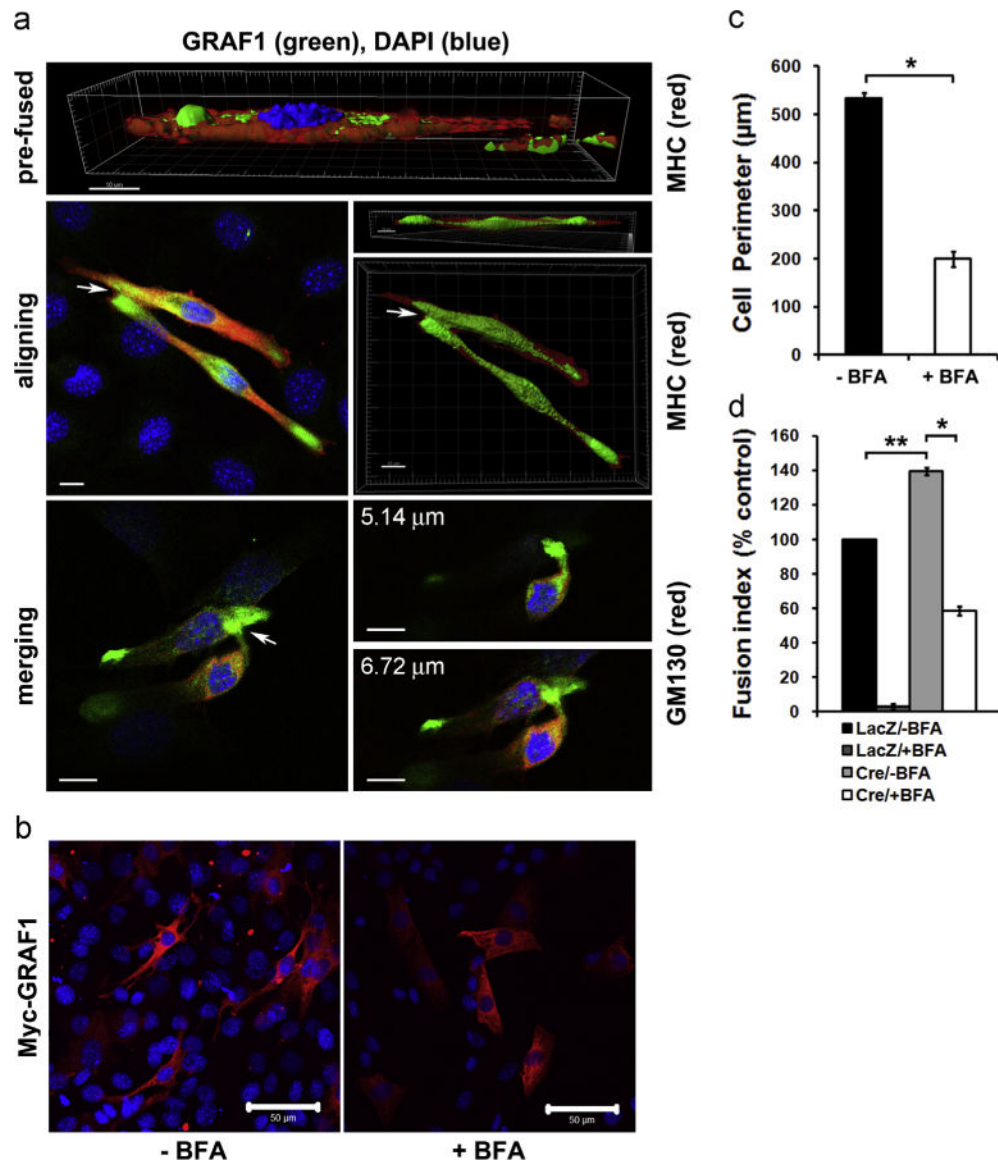 a
GRAF1 (green), DAPI (blue)
pre-fused
MHC (red)
10 µm
aligning
MHC (red)
merging
5.14 µm
6.72 µm
GM130 (red)
b
Myc-GRAF1
50 µm
50 µm
- BFA
+ BFA
c
Cell Perimeter (µm)
600
500
400
300
200
100
0
*
- BFA
+ BFA
d
Fusion index (% control)
160
140
120
100
80
60
40
20
0
**
*
LacZ/-BFA
LacZ/+BFA
Cre/-BFA
Cre/+BFA